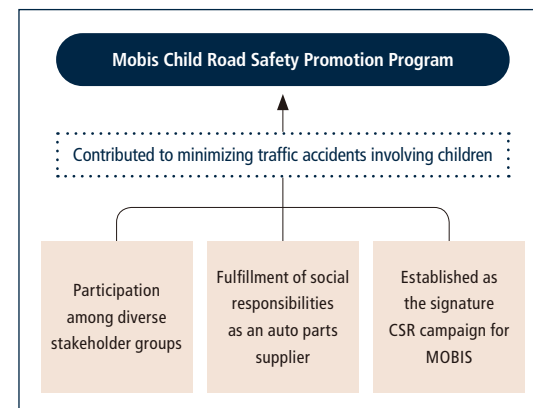 Mobis Child Road Safety Promotion Program
Contributed to minimizing traffic accidents involving children
Participation
among diverse
stakeholder groups
Fulfillment of social
responsibilities
as an auto parts
supplier
Established as
the signature
CSR campaign for
MOBIS